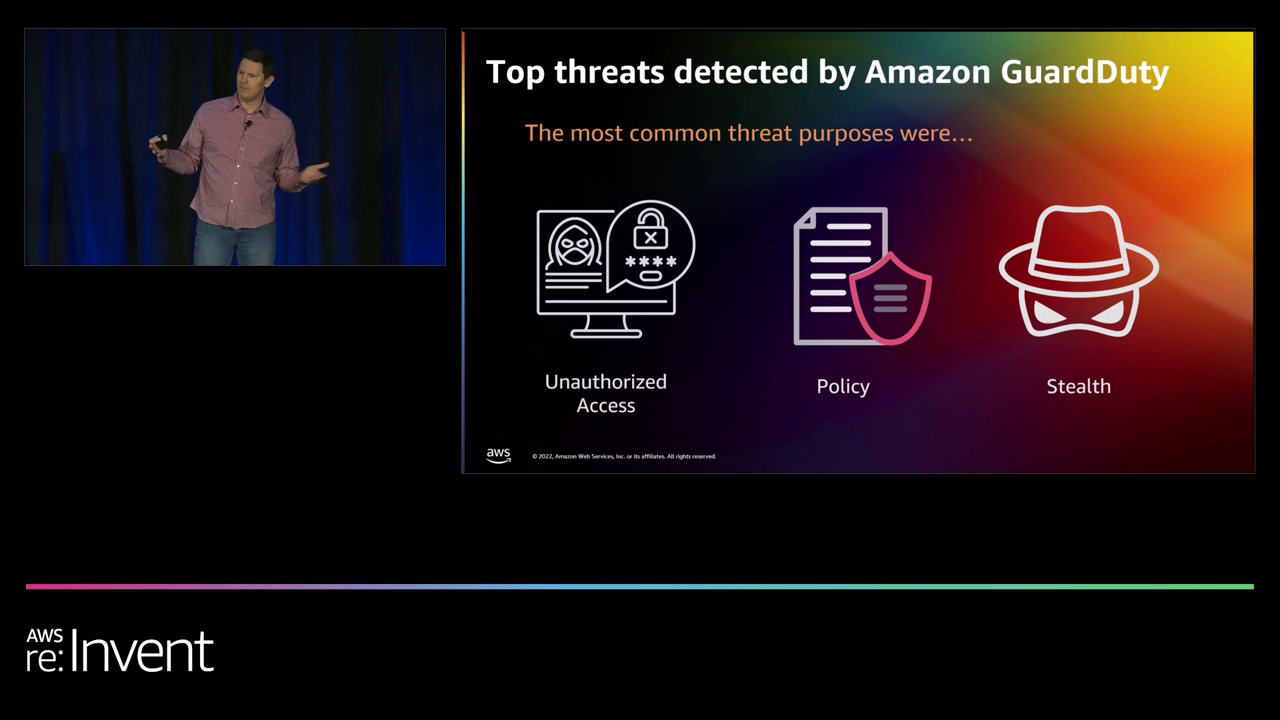 Top threats detected by Amazon GuardDuty
The most common threat purposes were...
****
Unauthorized
Access
Policy
Stealth
aws
© 2022, Amazon Web Services, Inc. or its affiliates. All rights reserved.
AWS
re:Invent